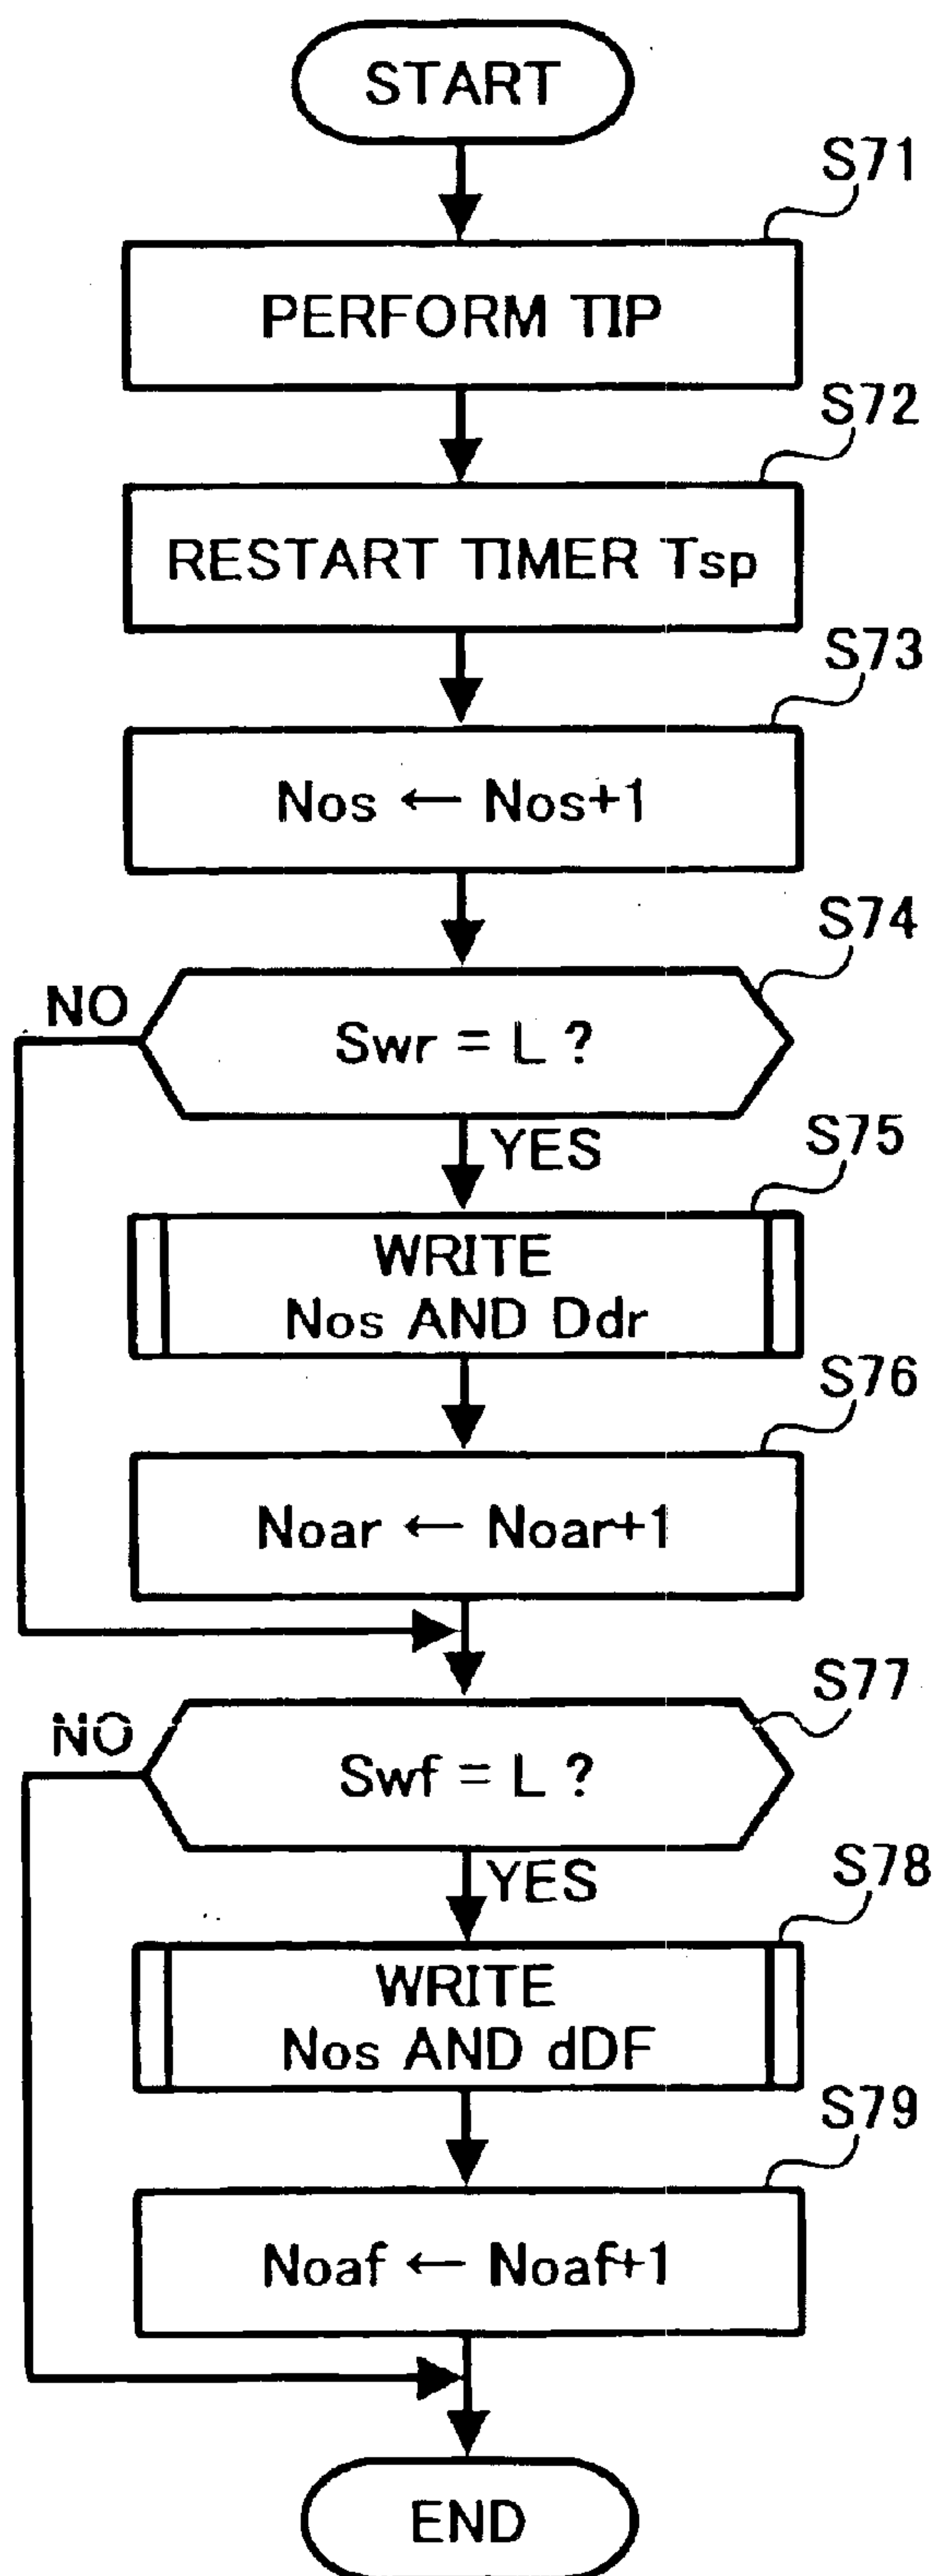 START
S71
PERFORM TIP
S72
RESTART TIMER Tsp
S73
Nos ← Nos+1
S74
NO
Swr = L ?
YES
S75
WRITE
Nos AND Ddr
S76
Noar ← Noar+1
S77
NO
Swf = L ?
YES
S78
WRITE
Nos AND dDF
S79
Noaf ← Noaf+1
END